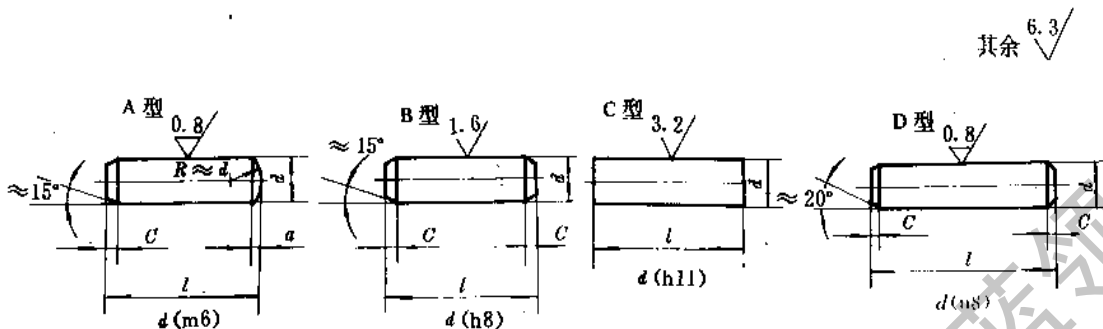 其余 6.3
A 型
0.8
R≈d
≈15°
d
C
a
l
d(m6)
B 型
1.6
≈15°
d
C
C
l
d(h8)
C 型
3.2
d
l
d(h11)
D 型
0.8
≈20°
d
C
C
l